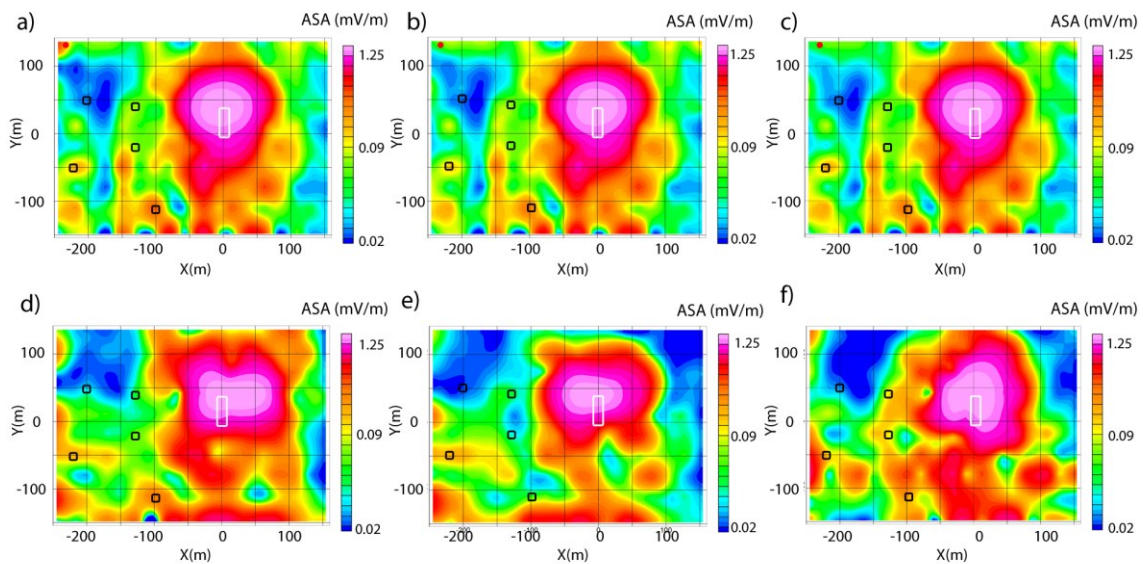 a) ASA (mV/m) b) ASA (mV/m) c) ASA (mV/m)
100 1.25 100 1.25 100 1.25
Y(m) 0 0.09 Y(m) 0 0.09 Y(m) 0 0.09
-100 0.02 -100 0.02 -100 0.02
-200 -100 0 100 -200 -100 0 100 -200 -100 0 100
X(m) X(m) X(m)
d) ASA (mV/m) e) ASA (mV/m) f) ASA (mV/m)
100 1.25 100 1.25 100 1.25
Y(m) 0 0.09 Y(m) 0 0.09 Y(m) 0 0.09
-100 0.02 -100 0.02 -100 0.02
-200 -100 0 100 -200 -100 0 100 -200 -100 0 100
X(m) X(m) X(m)